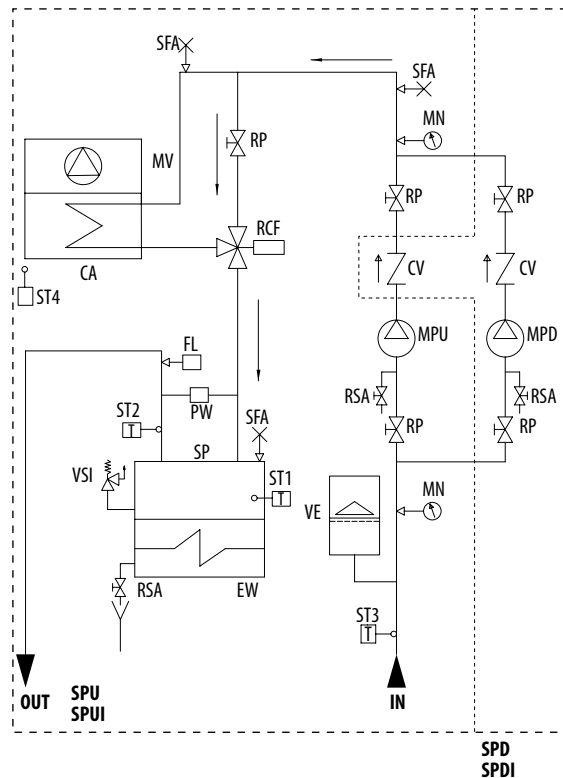 SFA
SFA
MN
MV
RP
RP
RP
RCF
CA
CV
CV
ST4
FL
MPU
MPD
ST2
T
PW
SFA
RSA
RSA
RP
RP
SP
VSI
ST1
T
VE
MN
RSA
EW
ST3
T
OUT
SPU
SPUI
IN
SPD
SPDI